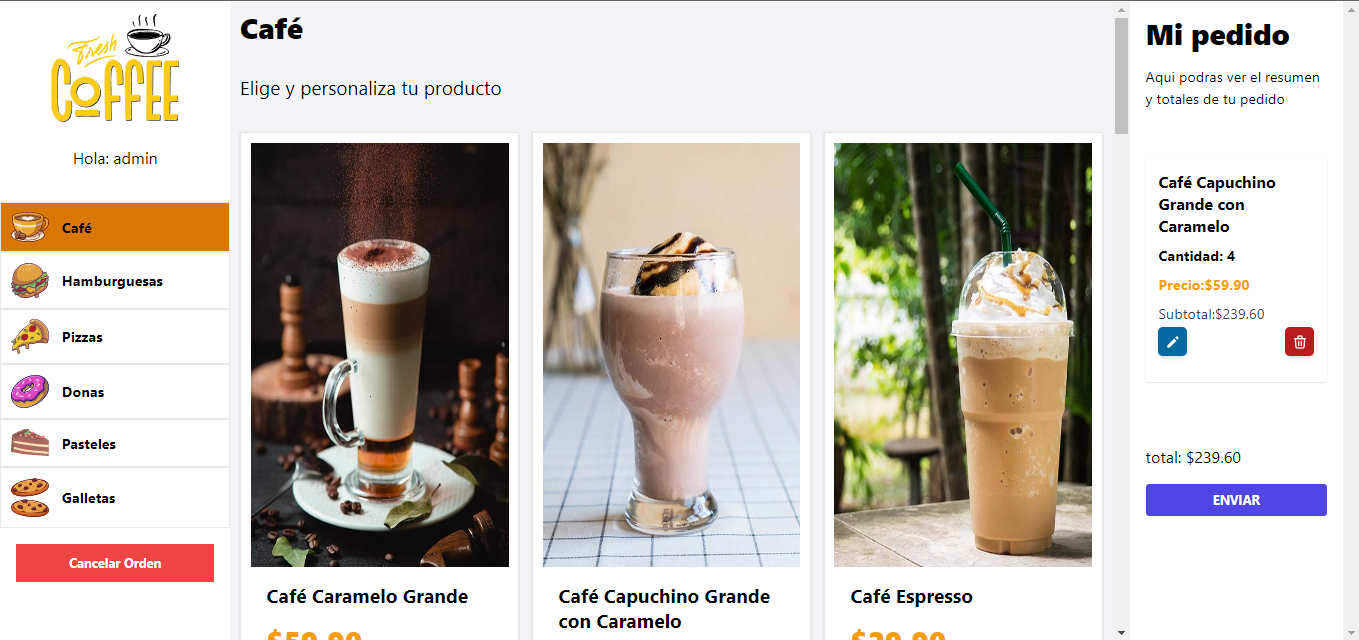 Fresh
COFFEE
Hola: admin
Café
Hamburguesas
Pizzas
Donas
Pasteles
Galletas
Cancelar Orden
Café
Elige y personaliza tu producto
Café Caramelo Grande
Café Capuchino Grande
con Caramelo
Café Espresso
Mi pedido
Aqui podras ver el resumen
y totales de tu pedido
Café Capuchino
Grande con
Caramelo
Cantidad: 4
Precio:$59.90
Subtotal:$239.60
total: $239.60
ENVIAR